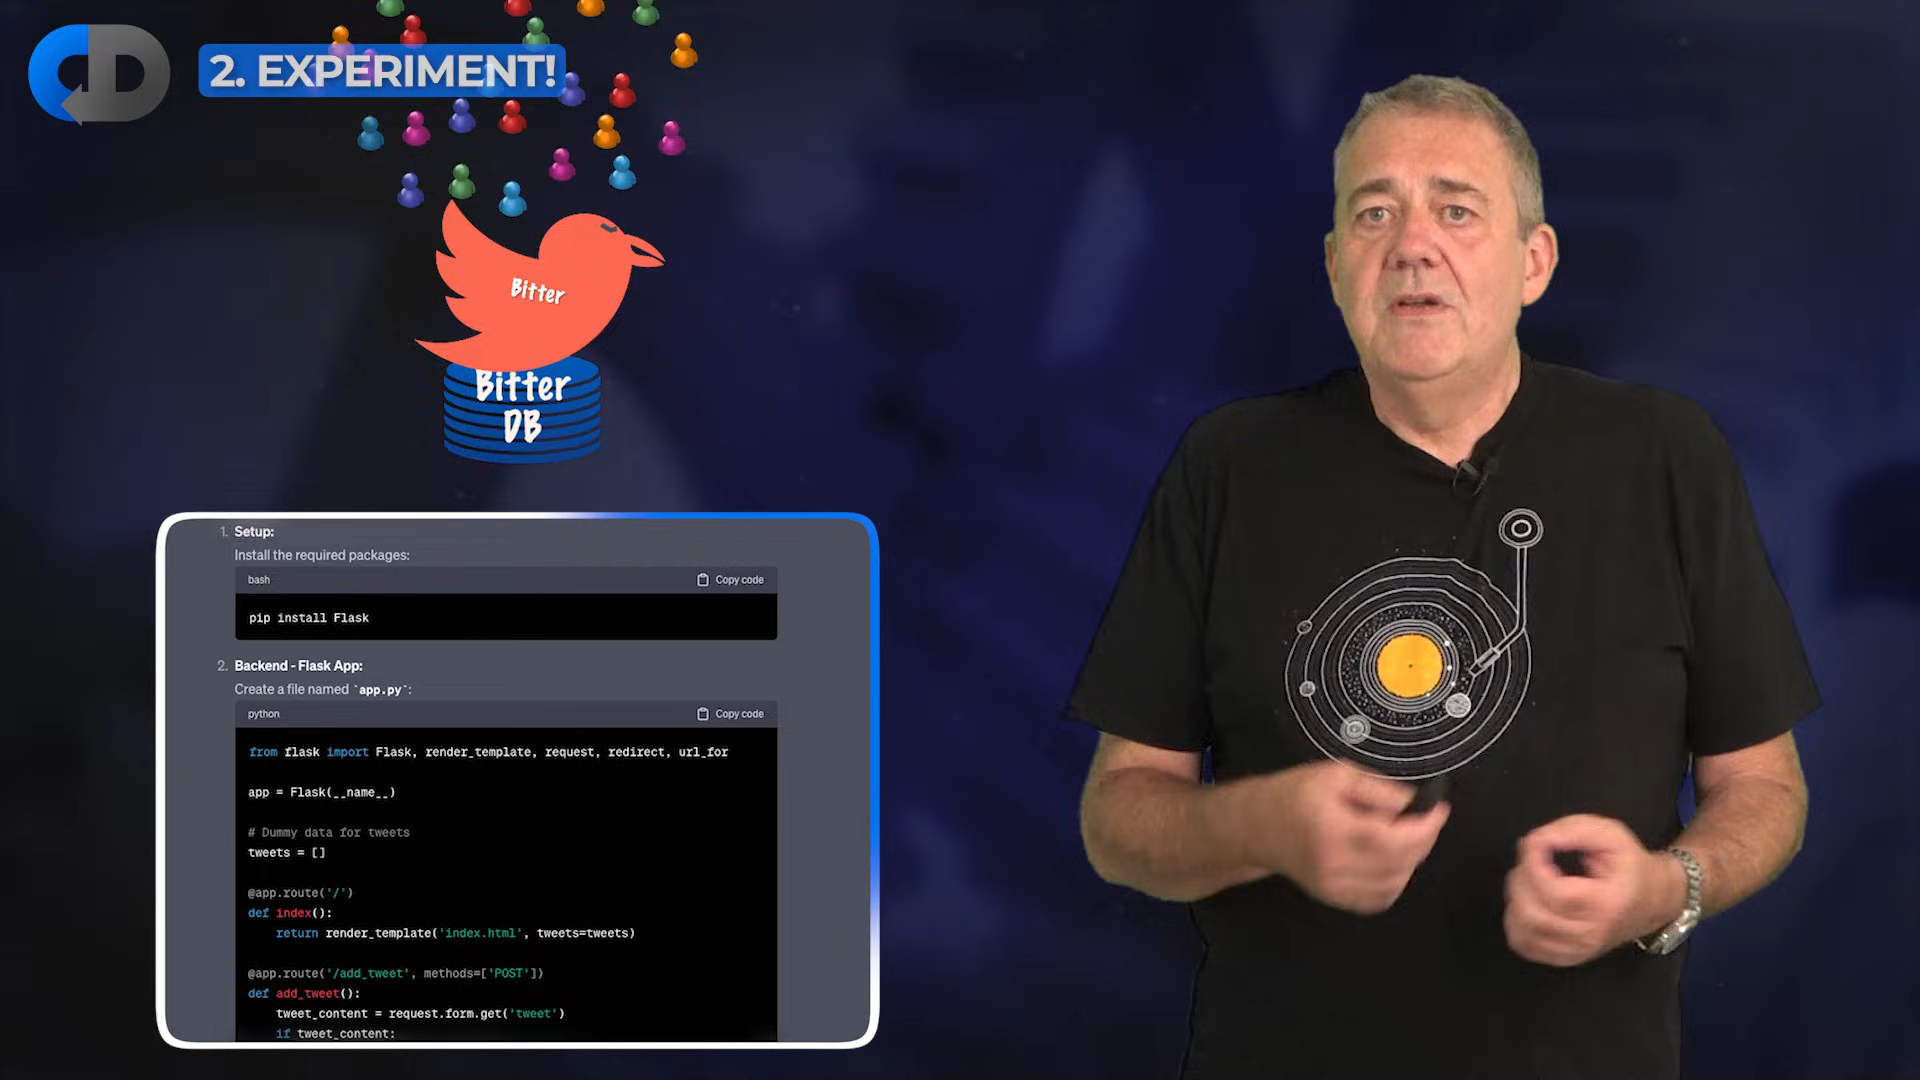 2. EXPERIMENT!
Bitter
Bitter
DB
1. Setup:
Install the required packages:
bash
Copy code
pip install Flask
2. Backend - Flask App:
Create a file named `app.py`:
python
Copy code
from flask import Flask, render_template, request, redirect, url_for
app = Flask(__name__)
# Dummy data for tweets
tweets = []
@app.route('/')
def index():
return render_template('index.html', tweets=tweets)
@app.route('/add_tweet', methods=['POST'])
def add_tweet():
tweet_content = request.form.get('tweet')
if tweet_content: